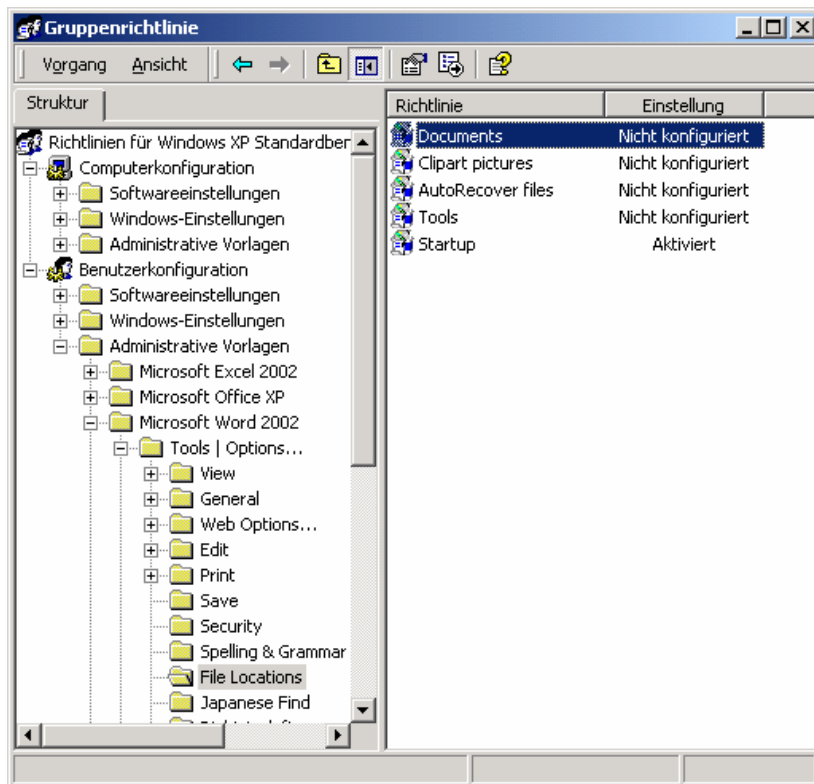 Gruppenrichtlinie
Vorgang Ansicht
Struktur
Richtlinien für Windows XP Standardber
Computerkonfiguration
Softwareeinstellungen
Windows-Einstellungen
Administrative Vorlagen
Benutzerkonfiguration
Softwareeinstellungen
Windows-Einstellungen
Administrative Vorlagen
Microsoft Excel 2002
Microsoft Office XP
Microsoft Word 2002
Tools | Options...
View
General
Web Options...
Edit
Print
Save
Security
Spelling & Grammar
File Locations
Japanese Find
Richtlinie Einstellung
Documents Nicht konfiguriert
Clipart pictures Nicht konfiguriert
AutoRecover files Nicht konfiguriert
Tools Nicht konfiguriert
Startup Aktiviert